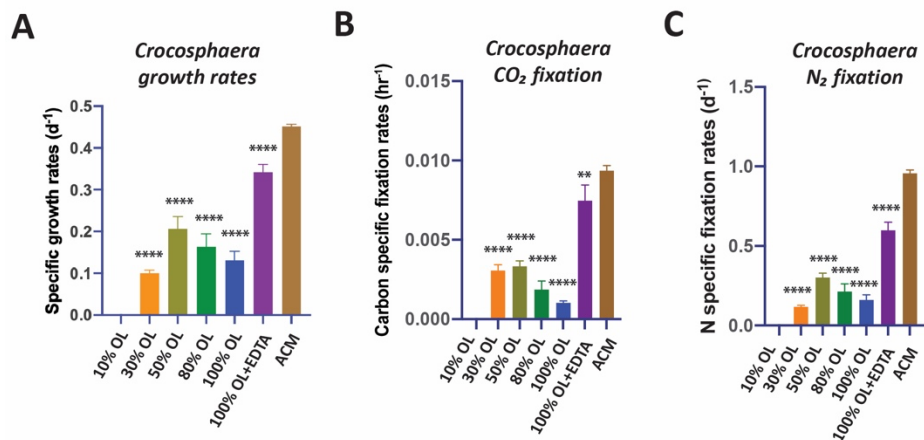 A
Crocosphaera
growth rates
Specific growth rates (d⁻¹)
0.5
0.4
0.3
0.2
0.1
0.0
****
****
****
****
****
10% OL
30% OL
50% OL
80% OL
100% OL
100% OL+EDTA
ACM
B
Crocosphaera
CO₂ fixation
Carbon specific fixation rates (hr⁻¹)
0.015
0.010
0.005
0.000
****
****
****
****
**
10% OL
30% OL
50% OL
80% OL
100% OL
100% OL+EDTA
ACM
C
Crocosphaera
N₂ fixation
N specific fixation rates (d⁻¹)
1.5
1.0
0.5
0.0
****
****
****
****
****
10% OL
30% OL
50% OL
80% OL
100% OL
100% OL+EDTA
ACM